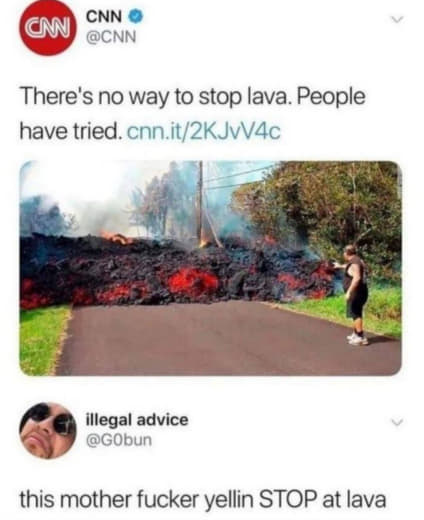 CNN
CNN
@CNN
There's no way to stop lava. People
have tried. cnn.it/2KJvV4c
illegal advice
@G0bun
this mother fucker yellin STOP at lava